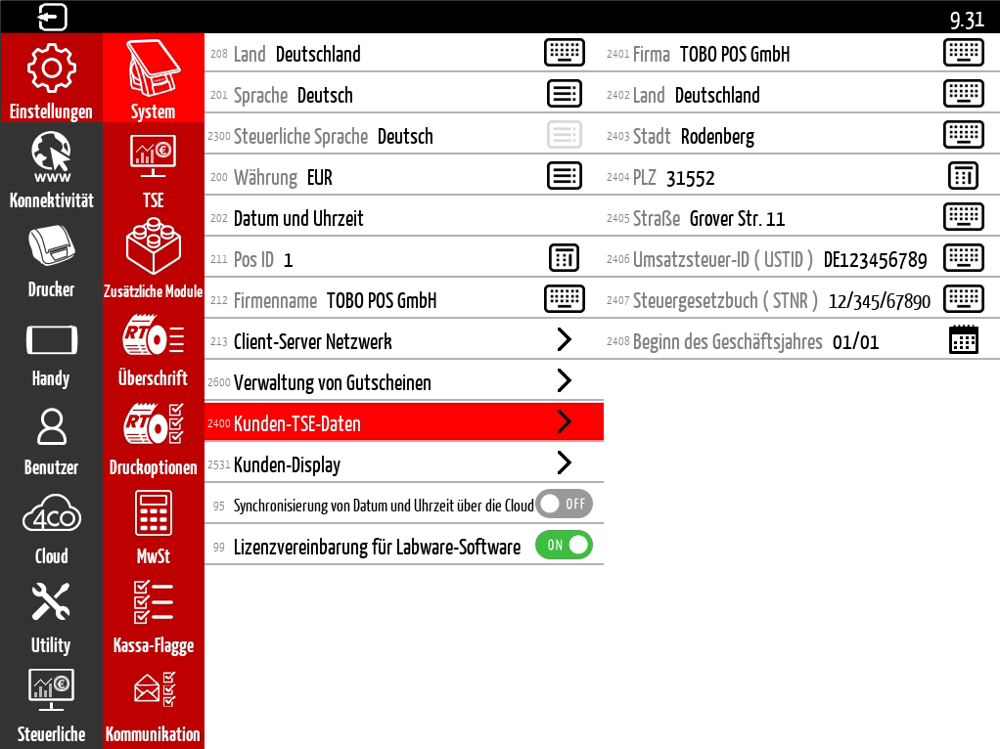 9.31
Einstellungen
WWW
Konnektivität
Drucker
Handy
Benutzer
4CO
Cloud
Utility
€
Steuerliche
System
€
TSE
Zusätzliche Module
RT
Überschrift
RT
Druckoptionen
MwSt
Kassa-Flagge
Kommunikation
208 Land Deutschland
201 Sprache Deutsch
2300 Steuerliche Sprache Deutsch
200 Währung EUR
202 Datum und Uhrzeit
211 Pos ID 1
212 Firmenname TOBO POS GmbH
213 Client-Server Netzwerk
2600 Verwaltung von Gutscheinen
2400 Kunden-TSE-Daten
2531 Kunden-Display
95 Synchronisierung von Datum und Uhrzeit über die Cloud OFF
99 Lizenzvereinbarung für Labware-Software ON
2401 Firma TOBO POS GmbH
2402 Land Deutschland
2403 Stadt Rodenberg
2404 PLZ 31552
2405 Straße Grover Str. 11
2406 Umsatzsteuer-ID ( USTID ) DE123456789
2407 Steuergesetzbuch ( STNR ) 12/345/67890
2408 Beginn des Geschäftsjahres 01/01